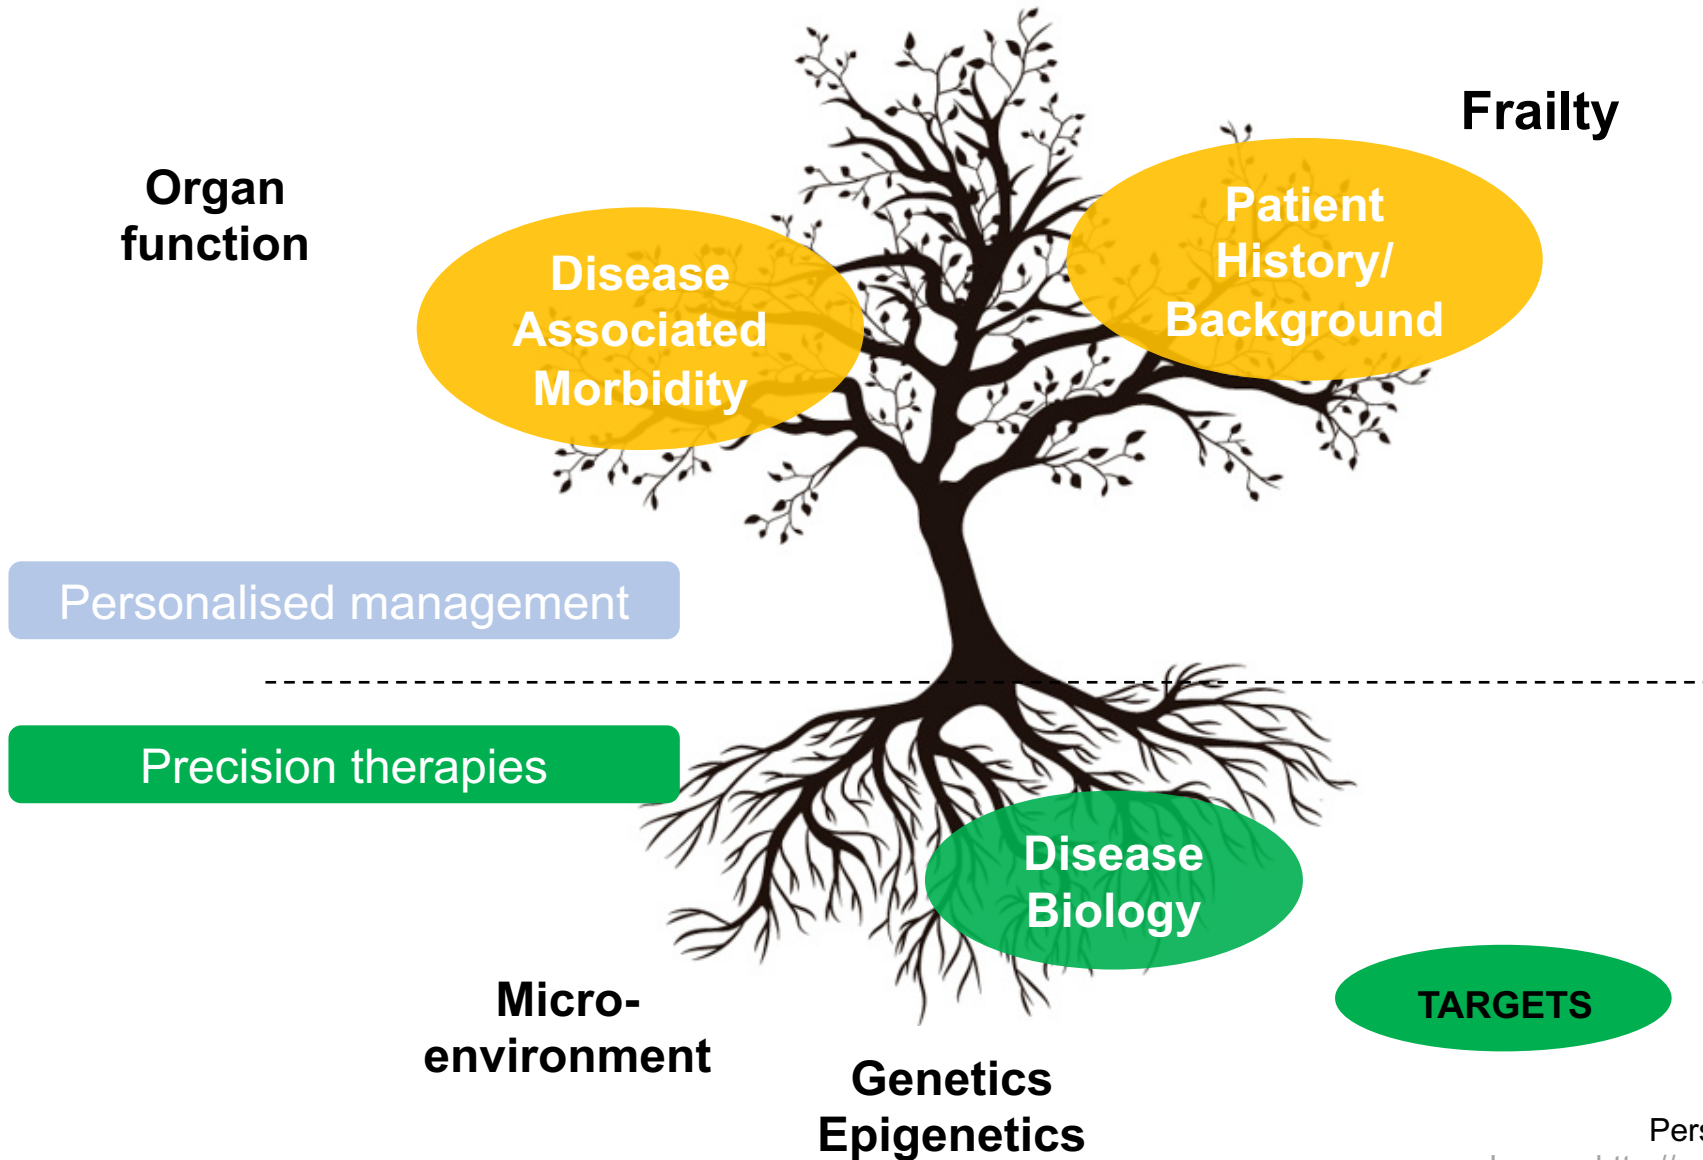 Frailty
Organ
function
Patient
History/
Background
Disease
Associated
Morbidity
Personalised management
Precision therapies
Disease
Biology
Micro-
environment
TARGETS
Genetics
Epigenetics
Pers